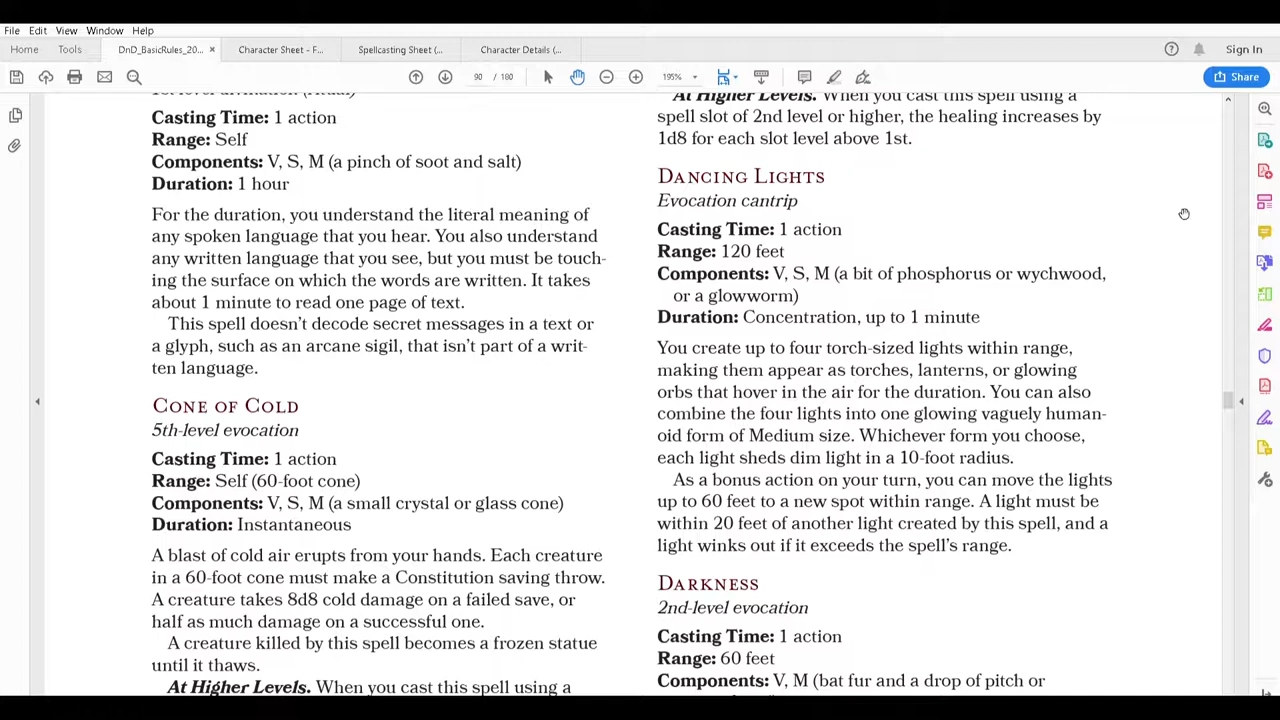 File Edit View Window Help
Home Tools DnD_BasicRules_20... × Character Sheet - F... Spellcasting Sheet (... Character Details (... Sign In
90 / 180 195% Share
1st-level divination (ritual)
Casting Time: 1 action
Range: Self
Components: V, S, M (a pinch of soot and salt)
Duration: 1 hour
For the duration, you understand the literal meaning of
any spoken language that you hear. You also understand
any written language that you see, but you must be touch-
ing the surface on which the words are written. It takes
about 1 minute to read one page of text.
This spell doesn’t decode secret messages in a text or
a glyph, such as an arcane sigil, that isn’t part of a writ-
ten language.
Cone of Cold
5th-level evocation
Casting Time: 1 action
Range: Self (60-foot cone)
Components: V, S, M (a small crystal or glass cone)
Duration: Instantaneous
A blast of cold air erupts from your hands. Each creature
in a 60-foot cone must make a Constitution saving throw.
A creature takes 8d8 cold damage on a failed save, or
half as much damage on a successful one.
A creature killed by this spell becomes a frozen statue
until it thaws.
At Higher Levels. When you cast this spell using a
At Higher Levels. When you cast this spell using a
spell slot of 2nd level or higher, the healing increases by
1d8 for each slot level above 1st.
Dancing Lights
Evocation cantrip
Casting Time: 1 action
Range: 120 feet
Components: V, S, M (a bit of phosphorus or wychwood,
or a glowworm)
Duration: Concentration, up to 1 minute
You create up to four torch-sized lights within range,
making them appear as torches, lanterns, or glowing
orbs that hover in the air for the duration. You can also
combine the four lights into one glowing vaguely human-
oid form of Medium size. Whichever form you choose,
each light sheds dim light in a 10-foot radius.
As a bonus action on your turn, you can move the lights
up to 60 feet to a new spot within range. A light must be
within 20 feet of another light created by this spell, and a
light winks out if it exceeds the spell’s range.
Darkness
2nd-level evocation
Casting Time: 1 action
Range: 60 feet
Components: V, M (bat fur and a drop of pitch or